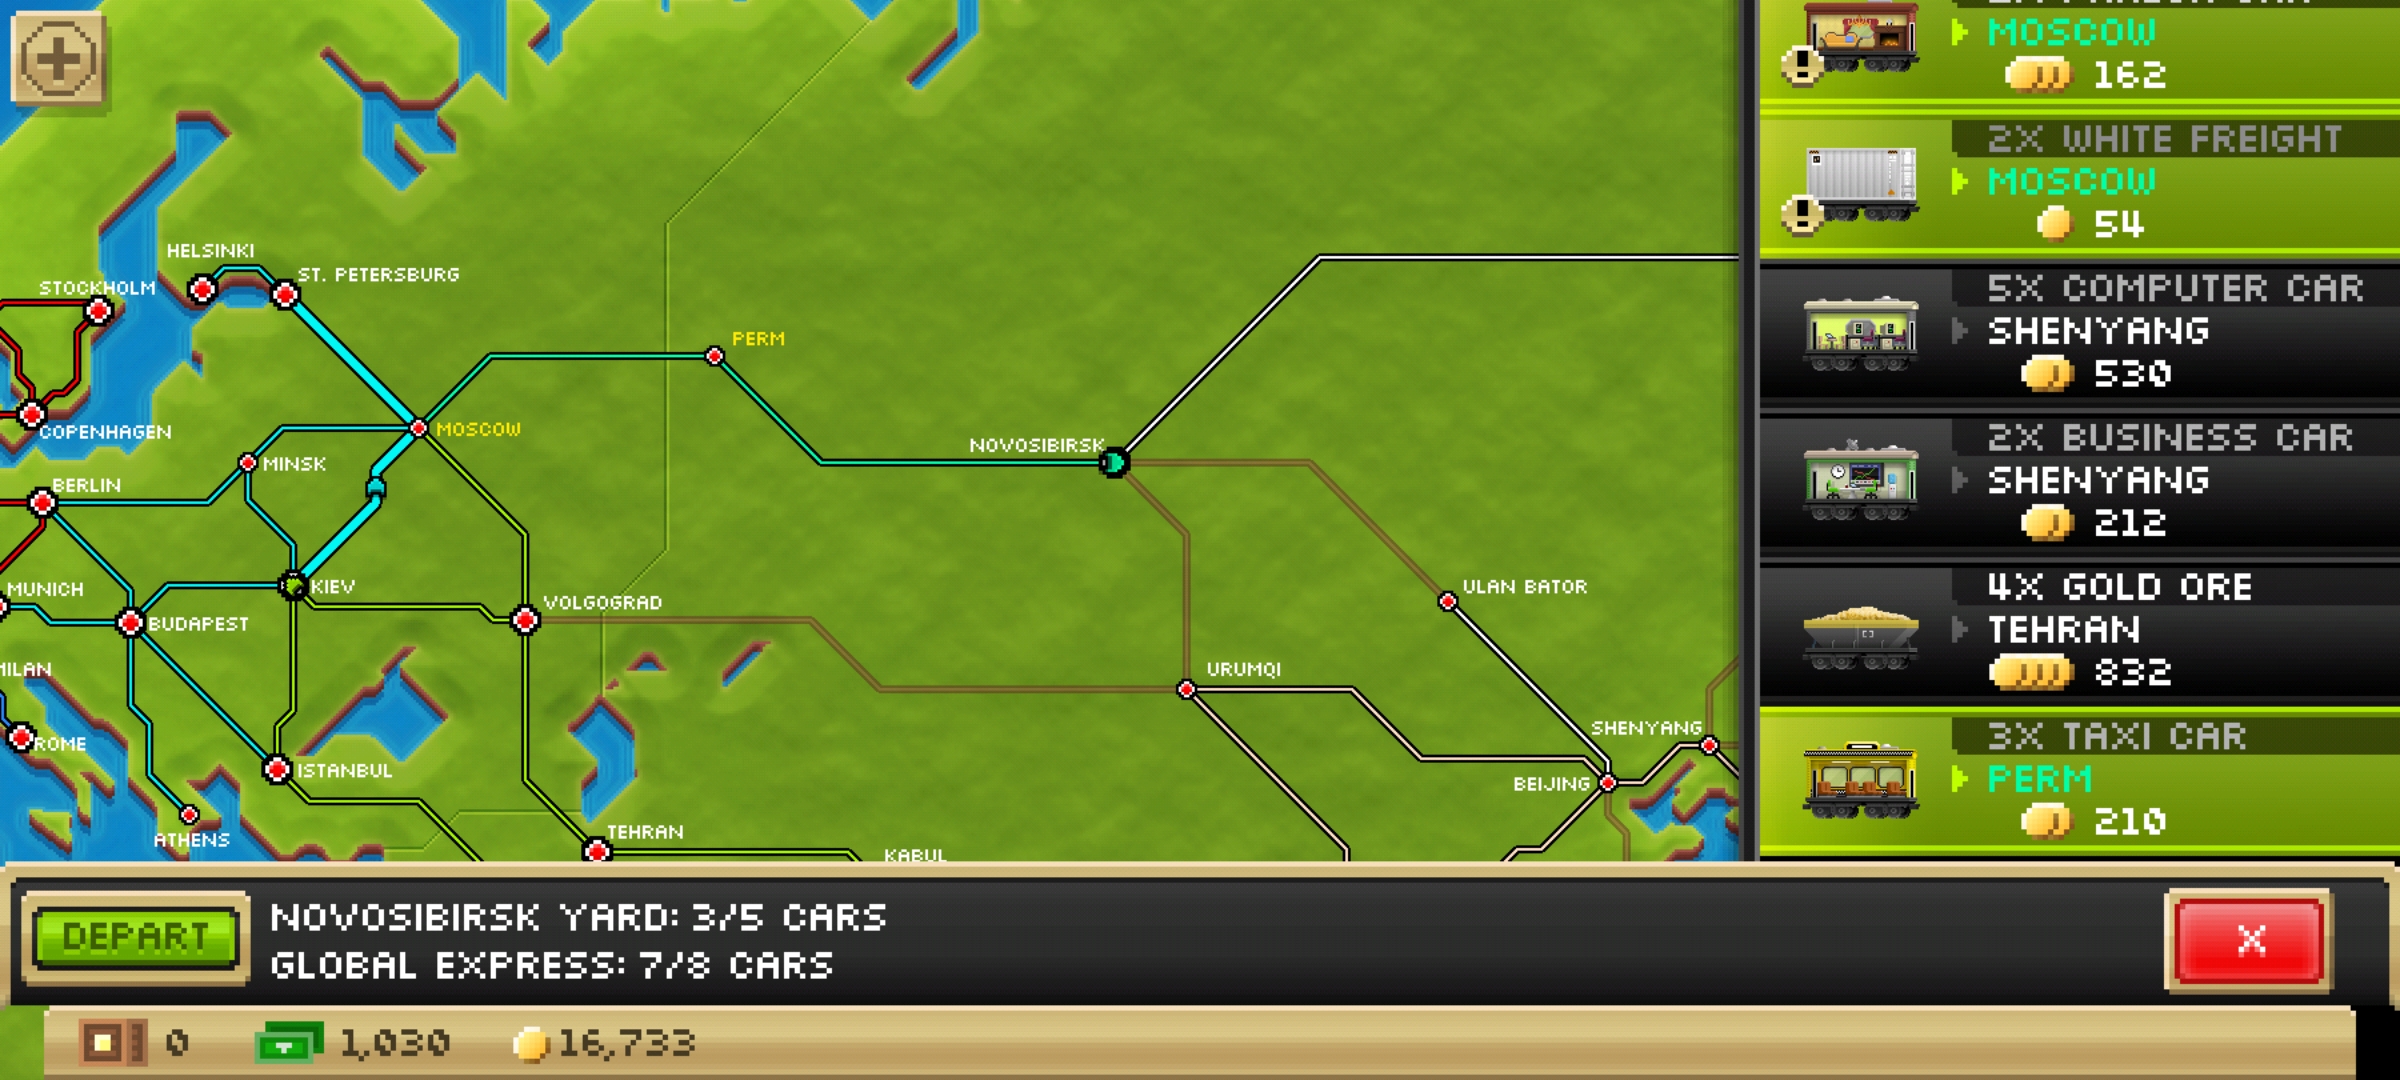 HELSINKI
ST. PETERSBURG
STOCKHOLM
PERM
COPENHAGEN
MOSCOW
NOVOSIBIRSK
MINSK
BERLIN
MUNICH
KIEV
VOLGOGRAD
ULAN BATOR
BUDAPEST
URUMQI
ROME
SHENYANG
ISTANBUL
BEIJING
ATHENS
TEHRAN
KABUL
MOSCOW
162
2X WHITE FREIGHT
MOSCOW
54
5X COMPUTER CAR
SHENYANG
530
2X BUSINESS CAR
SHENYANG
212
4X GOLD ORE
TEHRAN
832
3X TAXI CAR
PERM
210
DEPART
NOVOSIBIRSK YARD: 3/5 CARS
GLOBAL EXPRESS: 7/8 CARS
X
0
1,030
16,733